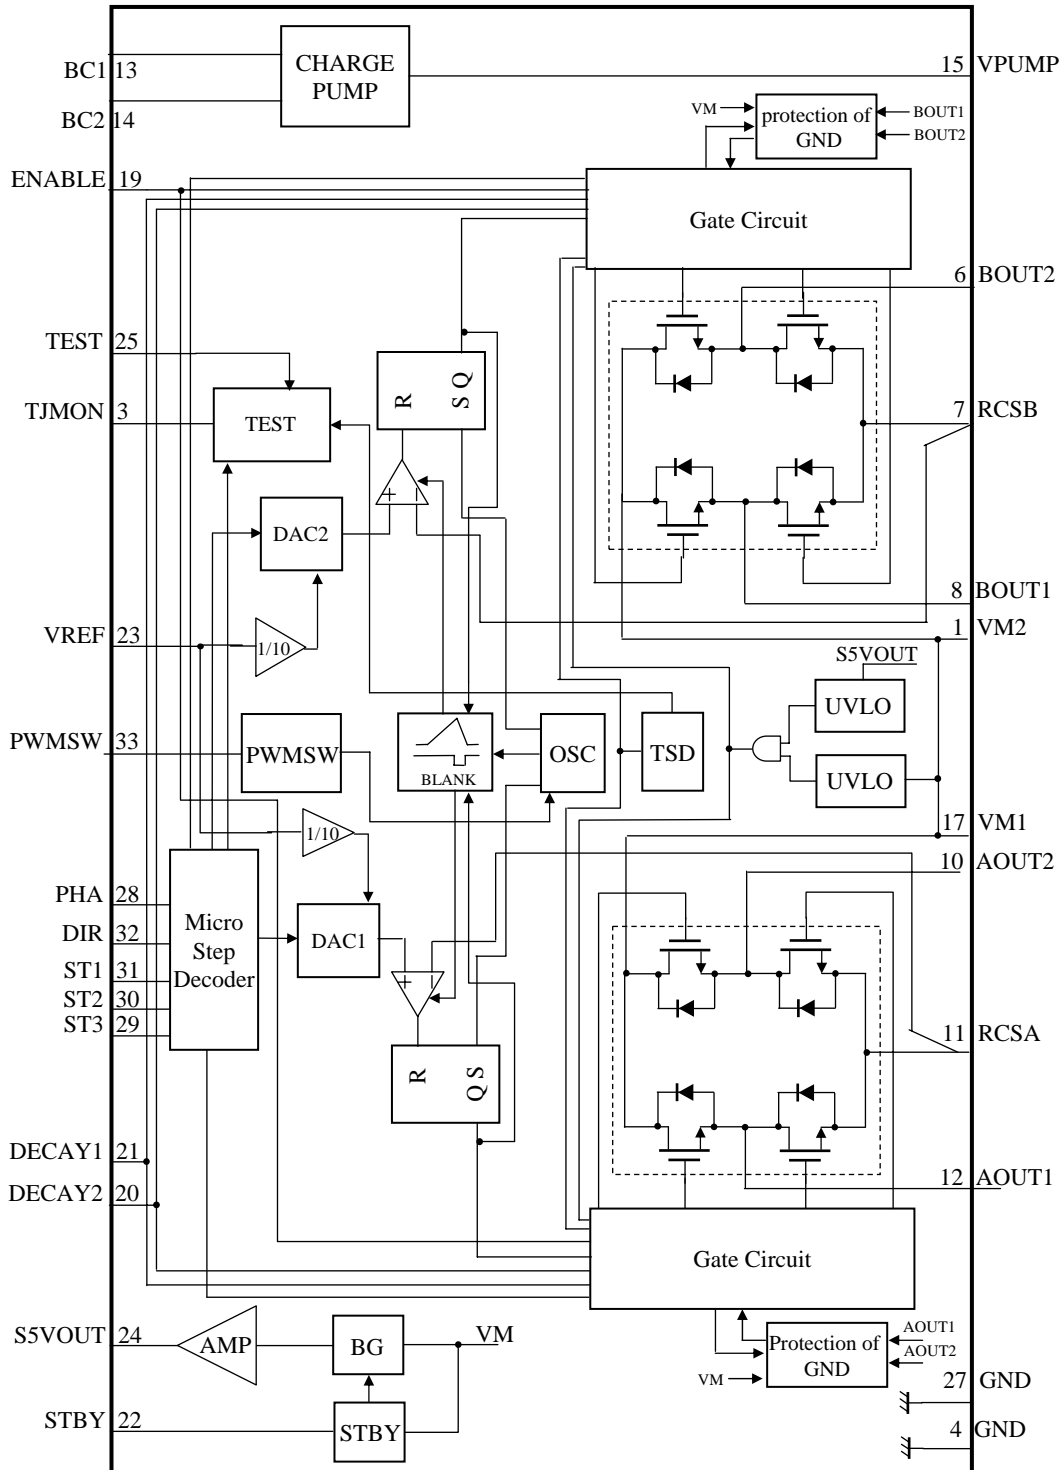 BC1 13
CHARGE
PUMP
15 VPUMP
BC2 14
VM
protection of
GND
BOUT1
BOUT2
ENABLE 19
Gate Circuit
6 BOUT2
TEST 25
R
S Q
TJMON 3
TEST
7 RCSB
+
−
DAC2
8 BOUT1
VREF 23
1/10
1 VM2
S5VOUT
UVLO
PWMSW 33
PWMSW
BLANK
OSC
TSD
UVLO
1/10
17 VM1
10 AOUT2
PHA 28
DIR 32
ST1 31
ST2 30
ST3 29
Micro
Step
Decoder
DAC1
+
−
11 RCSA
R
Q S
DECAY1 21
DECAY2 20
12 AOUT1
Gate Circuit
S5VOUT 24
AMP
BG
VM
Protection of
GND
AOUT1
AOUT2
VM
27 GND
STBY 22
STBY
4 GND